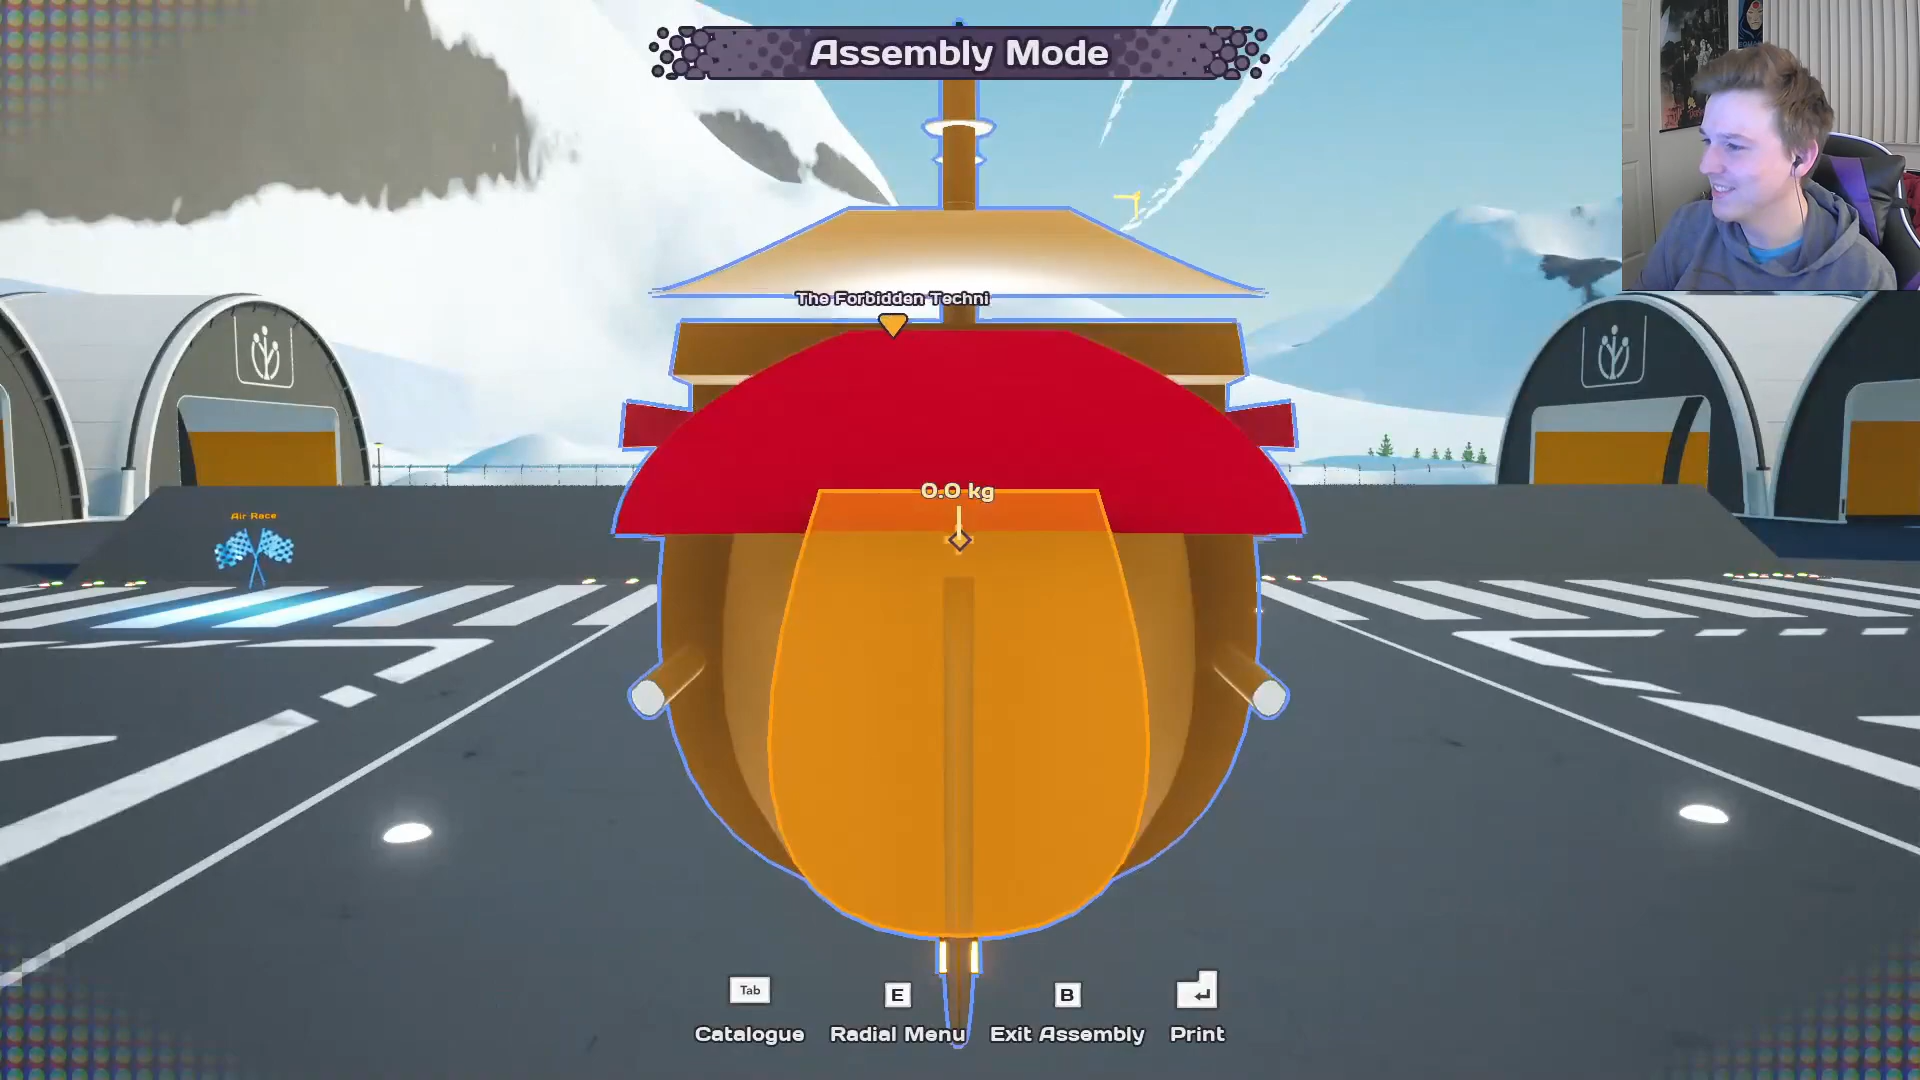 Assembly Mode
The Forbidden Techni
0.0 kg
Air Race
Tab
E
B
Catalogue
Radial Menu
Exit Assembly
Print